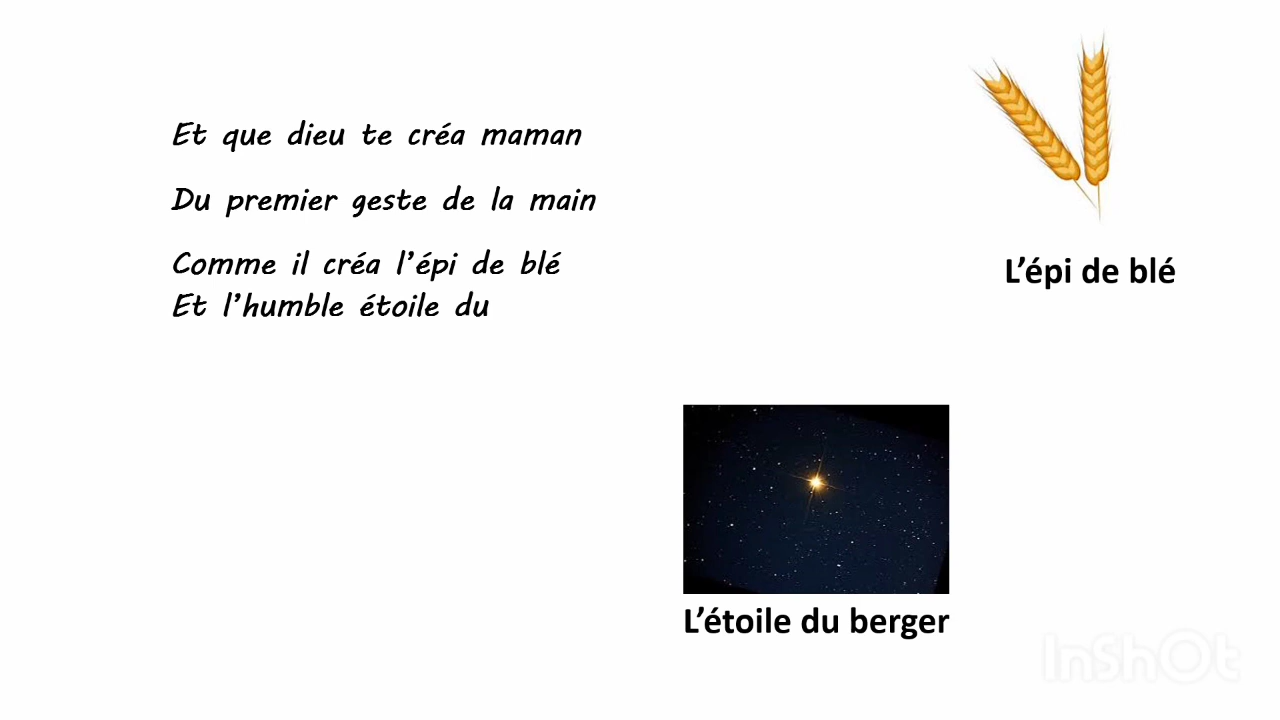 Et que dieu te créa maman
Du premier geste de la main
Comme il créa l’épi de blé
Et l’humble étoile du
L’épi de blé
L’étoile du berger
InShOt